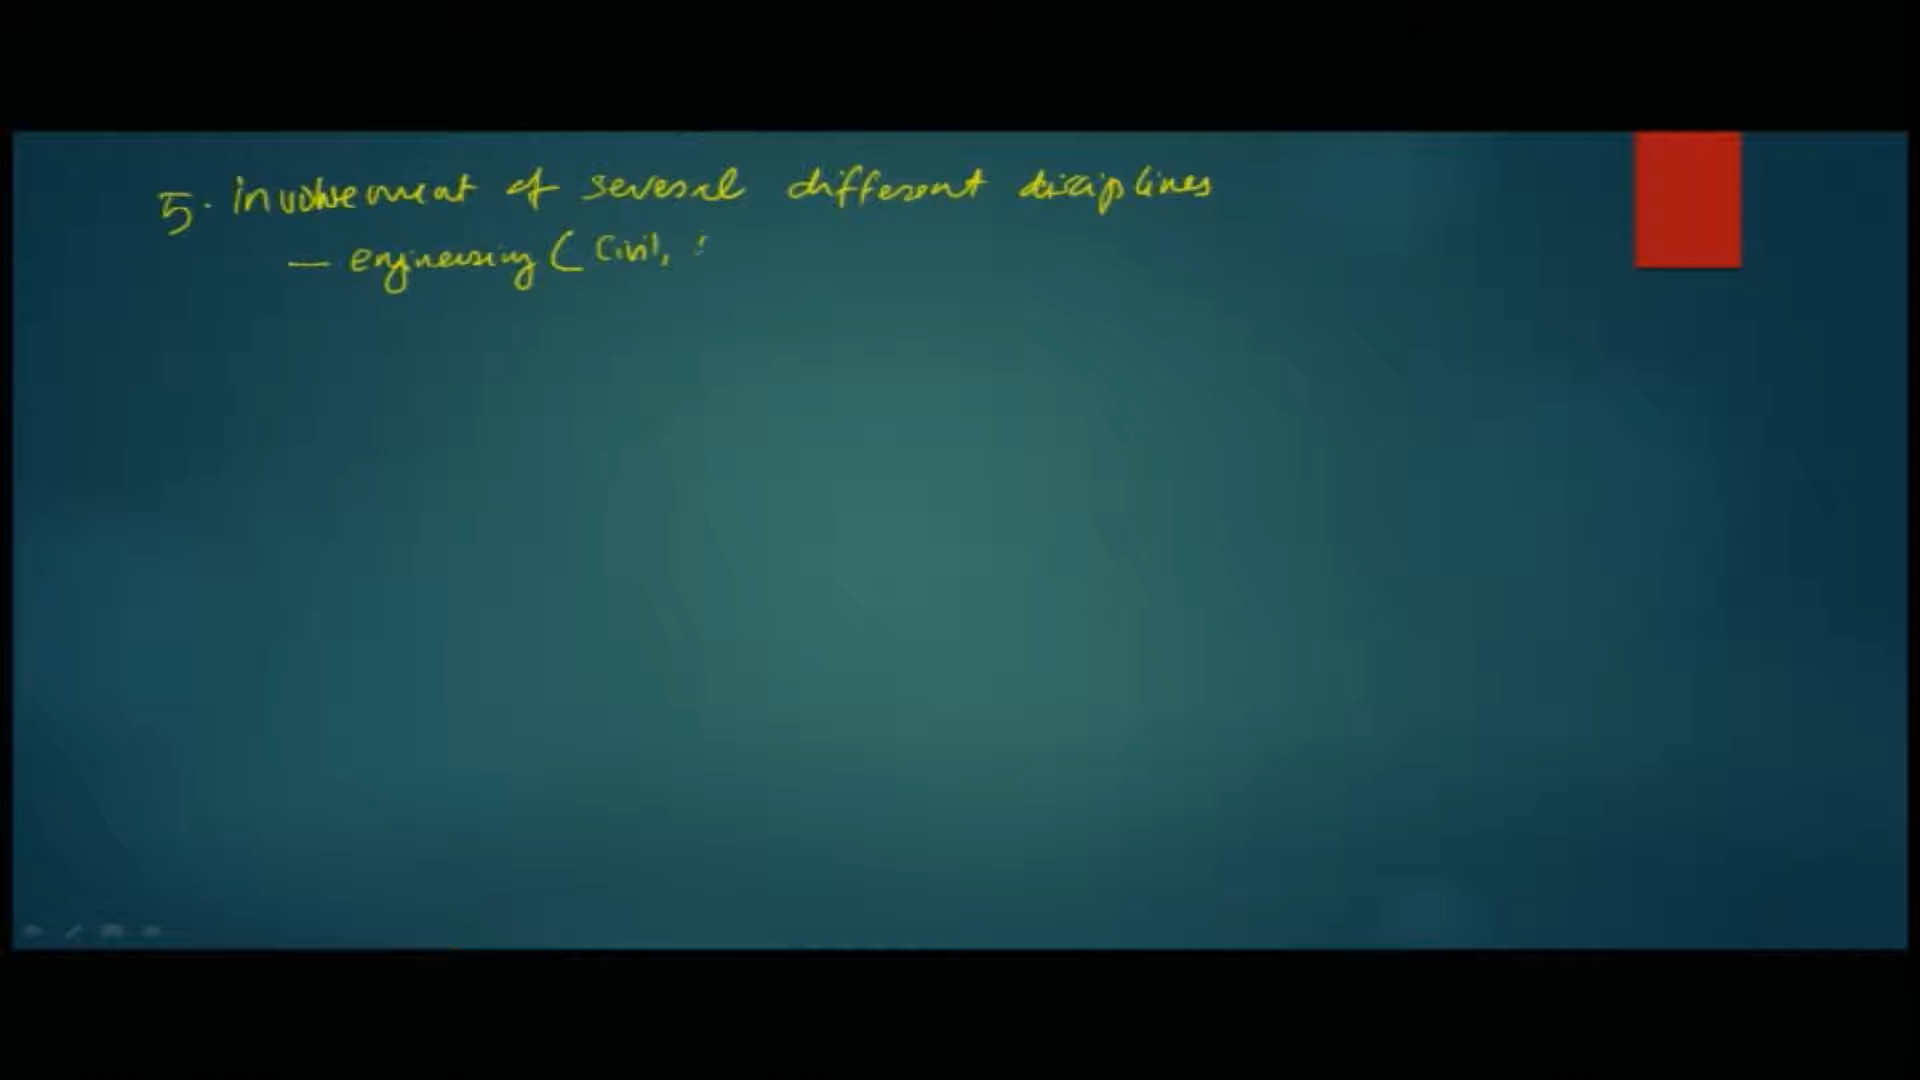 5. involvement of several different disciplines
— engineering ( Civil,